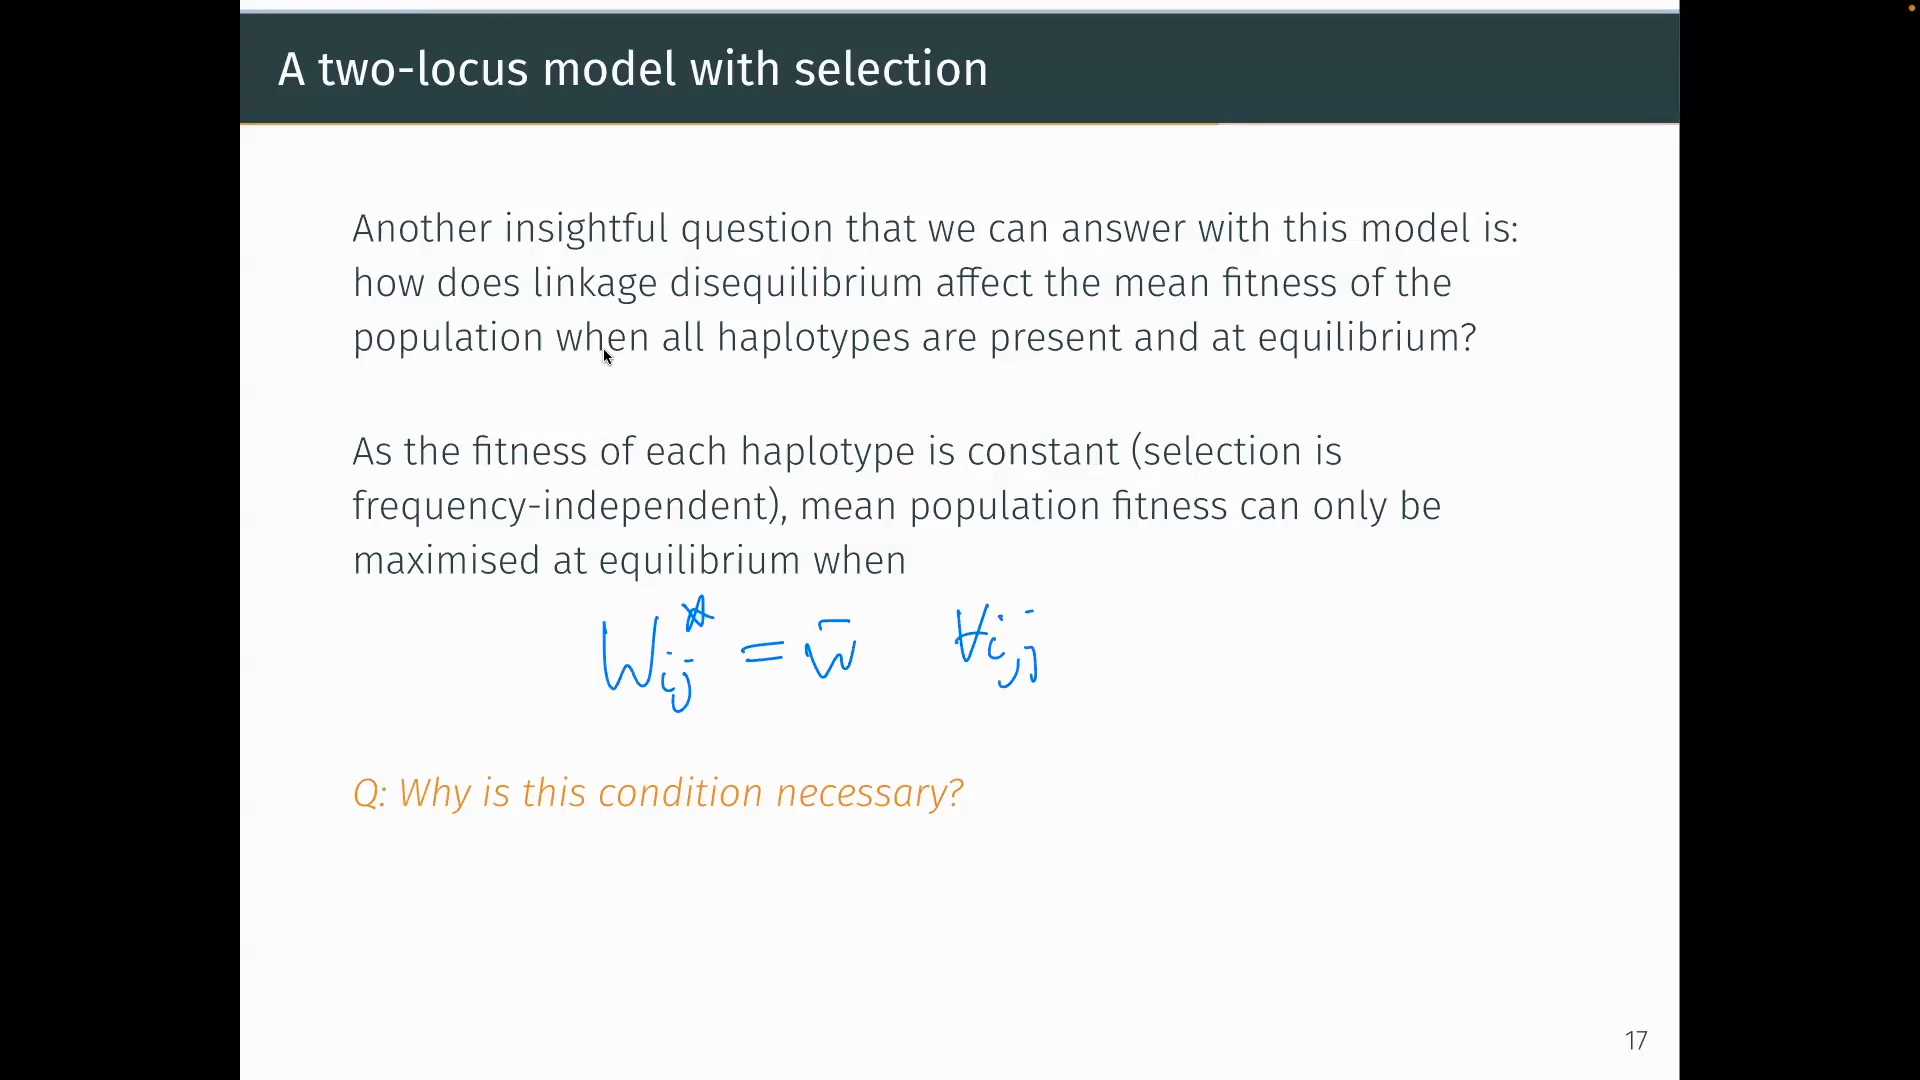 A two-locus model with selection
Another insightful question that we can answer with this model is:
how does linkage disequilibrium affect the mean fitness of the
population when all haplotypes are present and at equilibrium?
As the fitness of each haplotype is constant (selection is
frequency-independent), mean population fitness can only be
maximised at equilibrium when
W*ij = w̄ ∀i,j
Q: Why is this condition necessary?
17